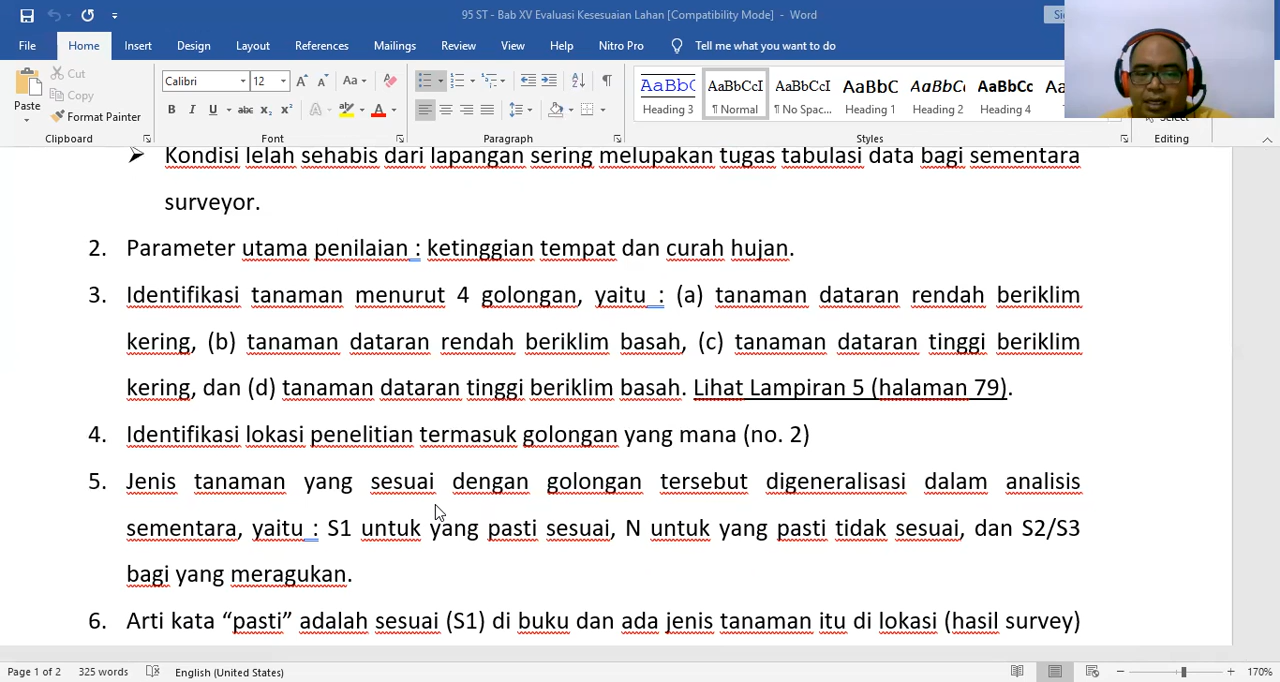 95 ST - Bab XV Evaluasi Kesesuaian Lahan [Compatibility Mode] - Word
File Home Insert Design Layout References Mailings Review View Help Nitro Pro Tell me what you want to do
Paste
Cut
Copy
Format Painter
Clipboard
Calibri 12
Font
Paragraph
AaBbC Heading 3
AaBbCcI ¶ Normal
AaBbCcI ¶ No Spac...
AaBbC Heading 1
AaBbCc Heading 2
AaBbCc Heading 4
Styles
Select
Editing
➢ Kondisi lelah sehabis dari lapangan sering melupakan tugas tabulasi data bagi sementara
surveyor.
2. Parameter utama penilaian : ketinggian tempat dan curah hujan.
3. Identifikasi tanaman menurut 4 golongan, yaitu : (a) tanaman dataran rendah beriklim
kering, (b) tanaman dataran rendah beriklim basah, (c) tanaman dataran tinggi beriklim
kering, dan (d) tanaman dataran tinggi beriklim basah. Lihat Lampiran 5 (halaman 79).
4. Identifikasi lokasi penelitian termasuk golongan yang mana (no. 2)
5. Jenis tanaman yang sesuai dengan golongan tersebut digeneralisasi dalam analisis
sementara, yaitu : S1 untuk yang pasti sesuai, N untuk yang pasti tidak sesuai, dan S2/S3
bagi yang meragukan.
6. Arti kata “pasti” adalah sesuai (S1) di buku dan ada jenis tanaman itu di lokasi (hasil survey)
Page 1 of 2 325 words English (United States) 170%